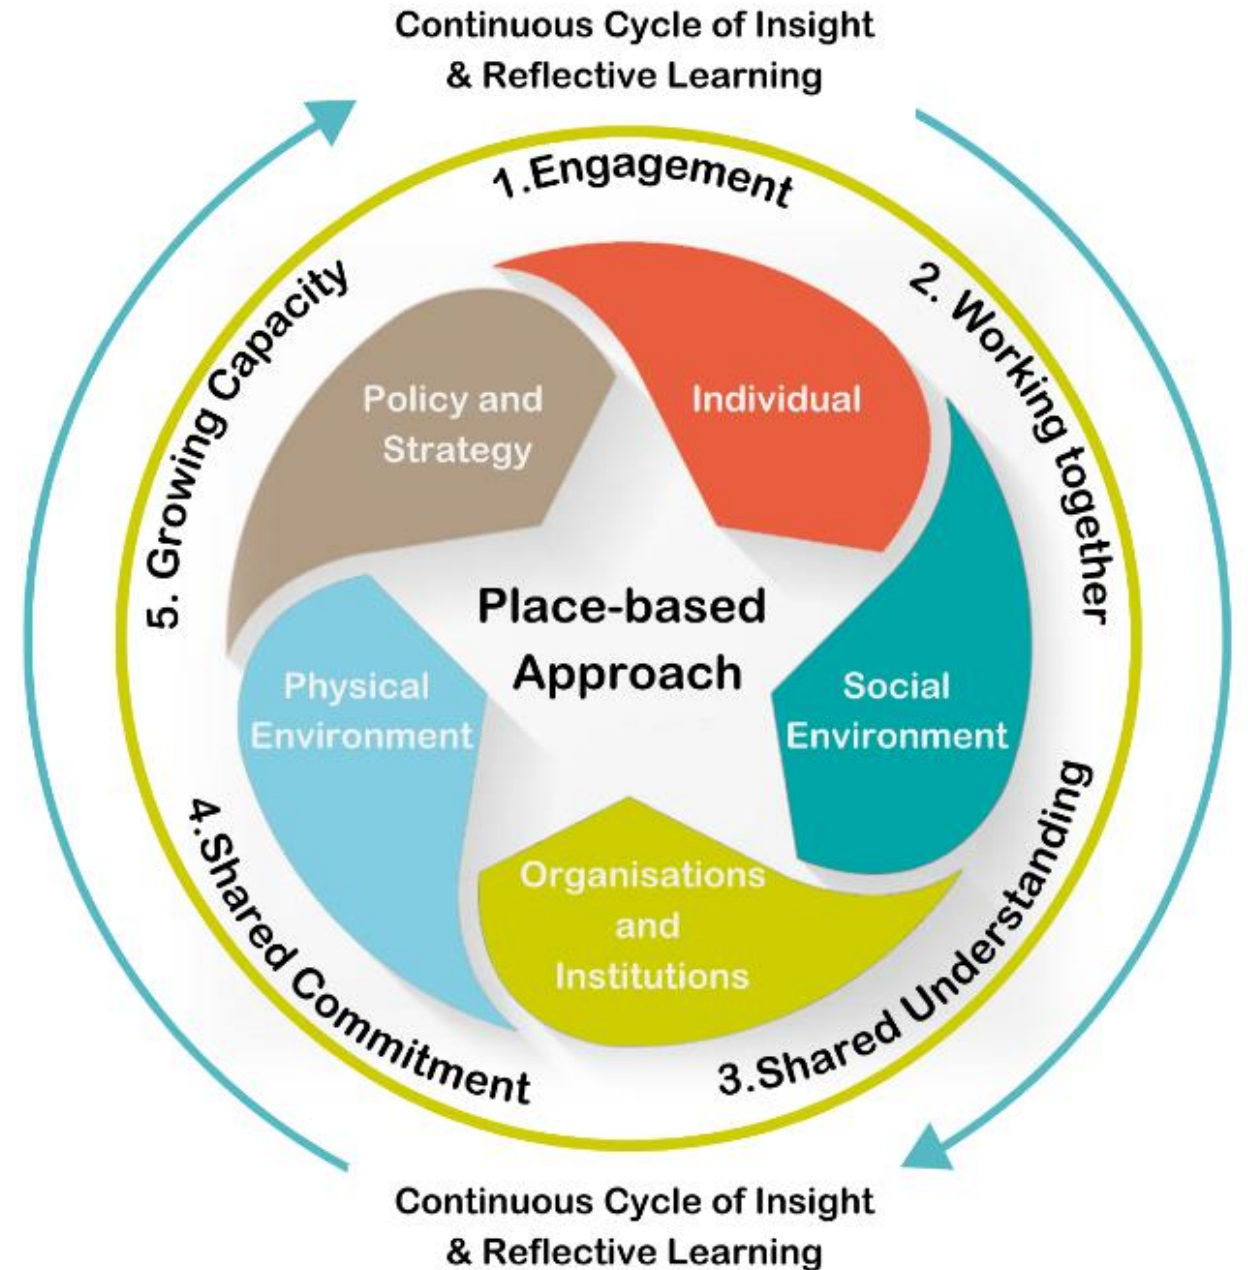 Continuous Cycle of Insight
& Reflective Learning
1.Engagement
2. Working together
3.Shared Understanding
4.Shared Commitment
5. Growing Capacity
Individual
Social
Environment
Organisations
and
Institutions
Physical
Environment
Policy and
Strategy
Place-based
Approach
Continuous Cycle of Insight
& Reflective Learning